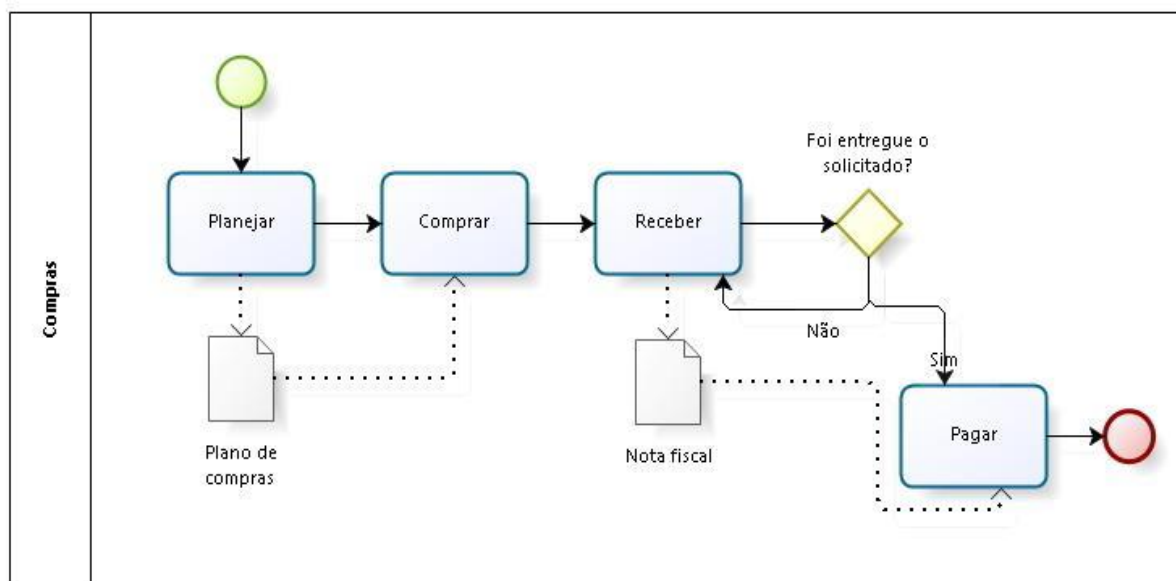 Compras
Foi entregue o
solicitado?
Planejar
Comprar
Receber
Não
Sim
Plano de
compras
Nota fiscal
Pagar